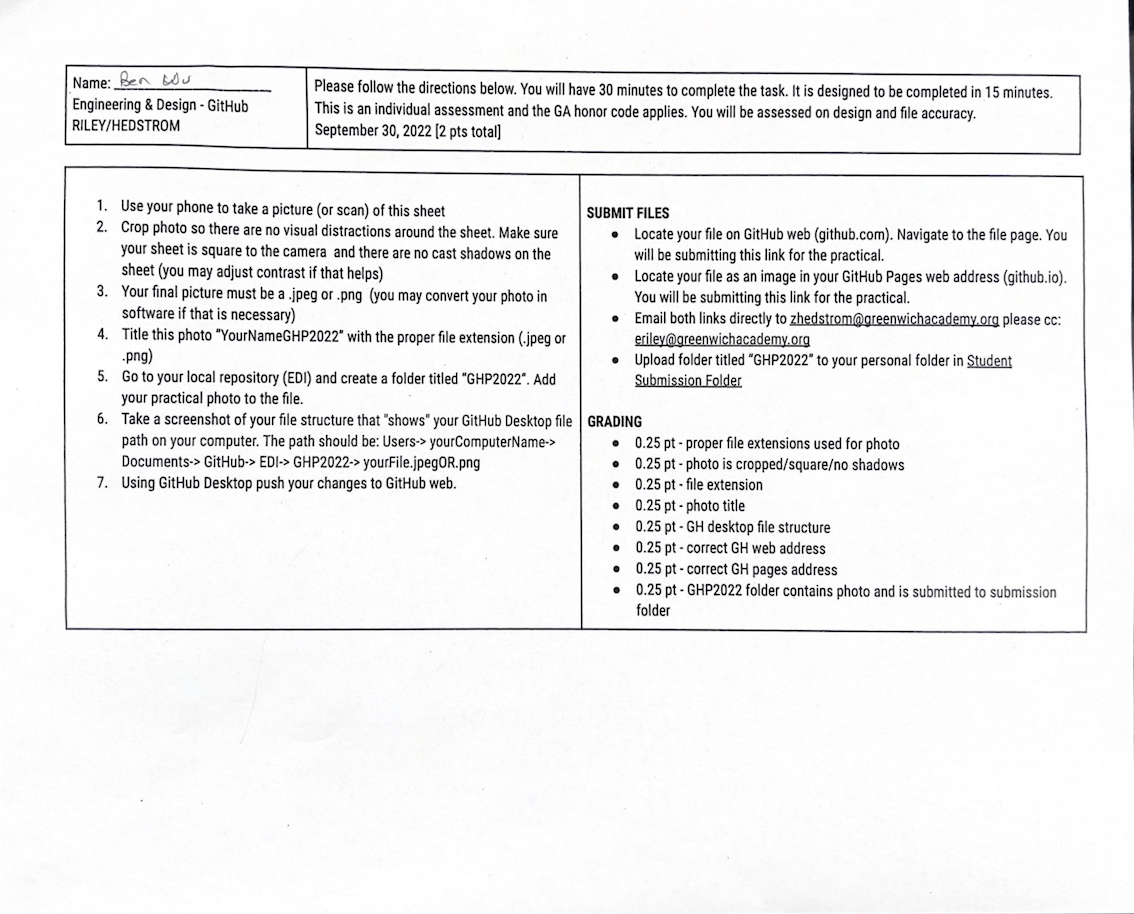 Name: Ben Wu
Engineering & Design - GitHub
RILEY/HEDSTROM
Please follow the directions below. You will have 30 minutes to complete the task. It is designed to be completed in 15 minutes.
This is an individual assessment and the GA honor code applies. You will be assessed on design and file accuracy.
September 30, 2022 [2 pts total]
1. Use your phone to take a picture (or scan) of this sheet
2. Crop photo so there are no visual distractions around the sheet. Make sure
your sheet is square to the camera and there are no cast shadows on the
sheet (you may adjust contrast if that helps)
3. Your final picture must be a .jpeg or .png (you may convert your photo in
software if that is necessary)
4. Title this photo "YourNameGHP2022" with the proper file extension (.jpeg or
.png)
5. Go to your local repository (EDI) and create a folder titled "GHP2022". Add
your practical photo to the file.
6. Take a screenshot of your file structure that "shows" your GitHub Desktop file
path on your computer. The path should be: Users-> yourComputerName->
Documents-> GitHub-> EDI-> GHP2022-> yourFile.jpegOR.png
7. Using GitHub Desktop push your changes to GitHub web.
SUBMIT FILES
● Locate your file on GitHub web (github.com). Navigate to the file page. You
will be submitting this link for the practical.
● Locate your file as an image in your GitHub Pages web address (github.io).
You will be submitting this link for the practical.
● Email both links directly to zhedstrom@greenwichacademy.org please cc:
eriley@greenwichacademy.org
● Upload folder titled "GHP2022" to your personal folder in Student
Submission Folder
GRADING
● 0.25 pt - proper file extensions used for photo
● 0.25 pt - photo is cropped/square/no shadows
● 0.25 pt - file extension
● 0.25 pt - photo title
● 0.25 pt - GH desktop file structure
● 0.25 pt - correct GH web address
● 0.25 pt - correct GH pages address
● 0.25 pt - GHP2022 folder contains photo and is submitted to submission
folder